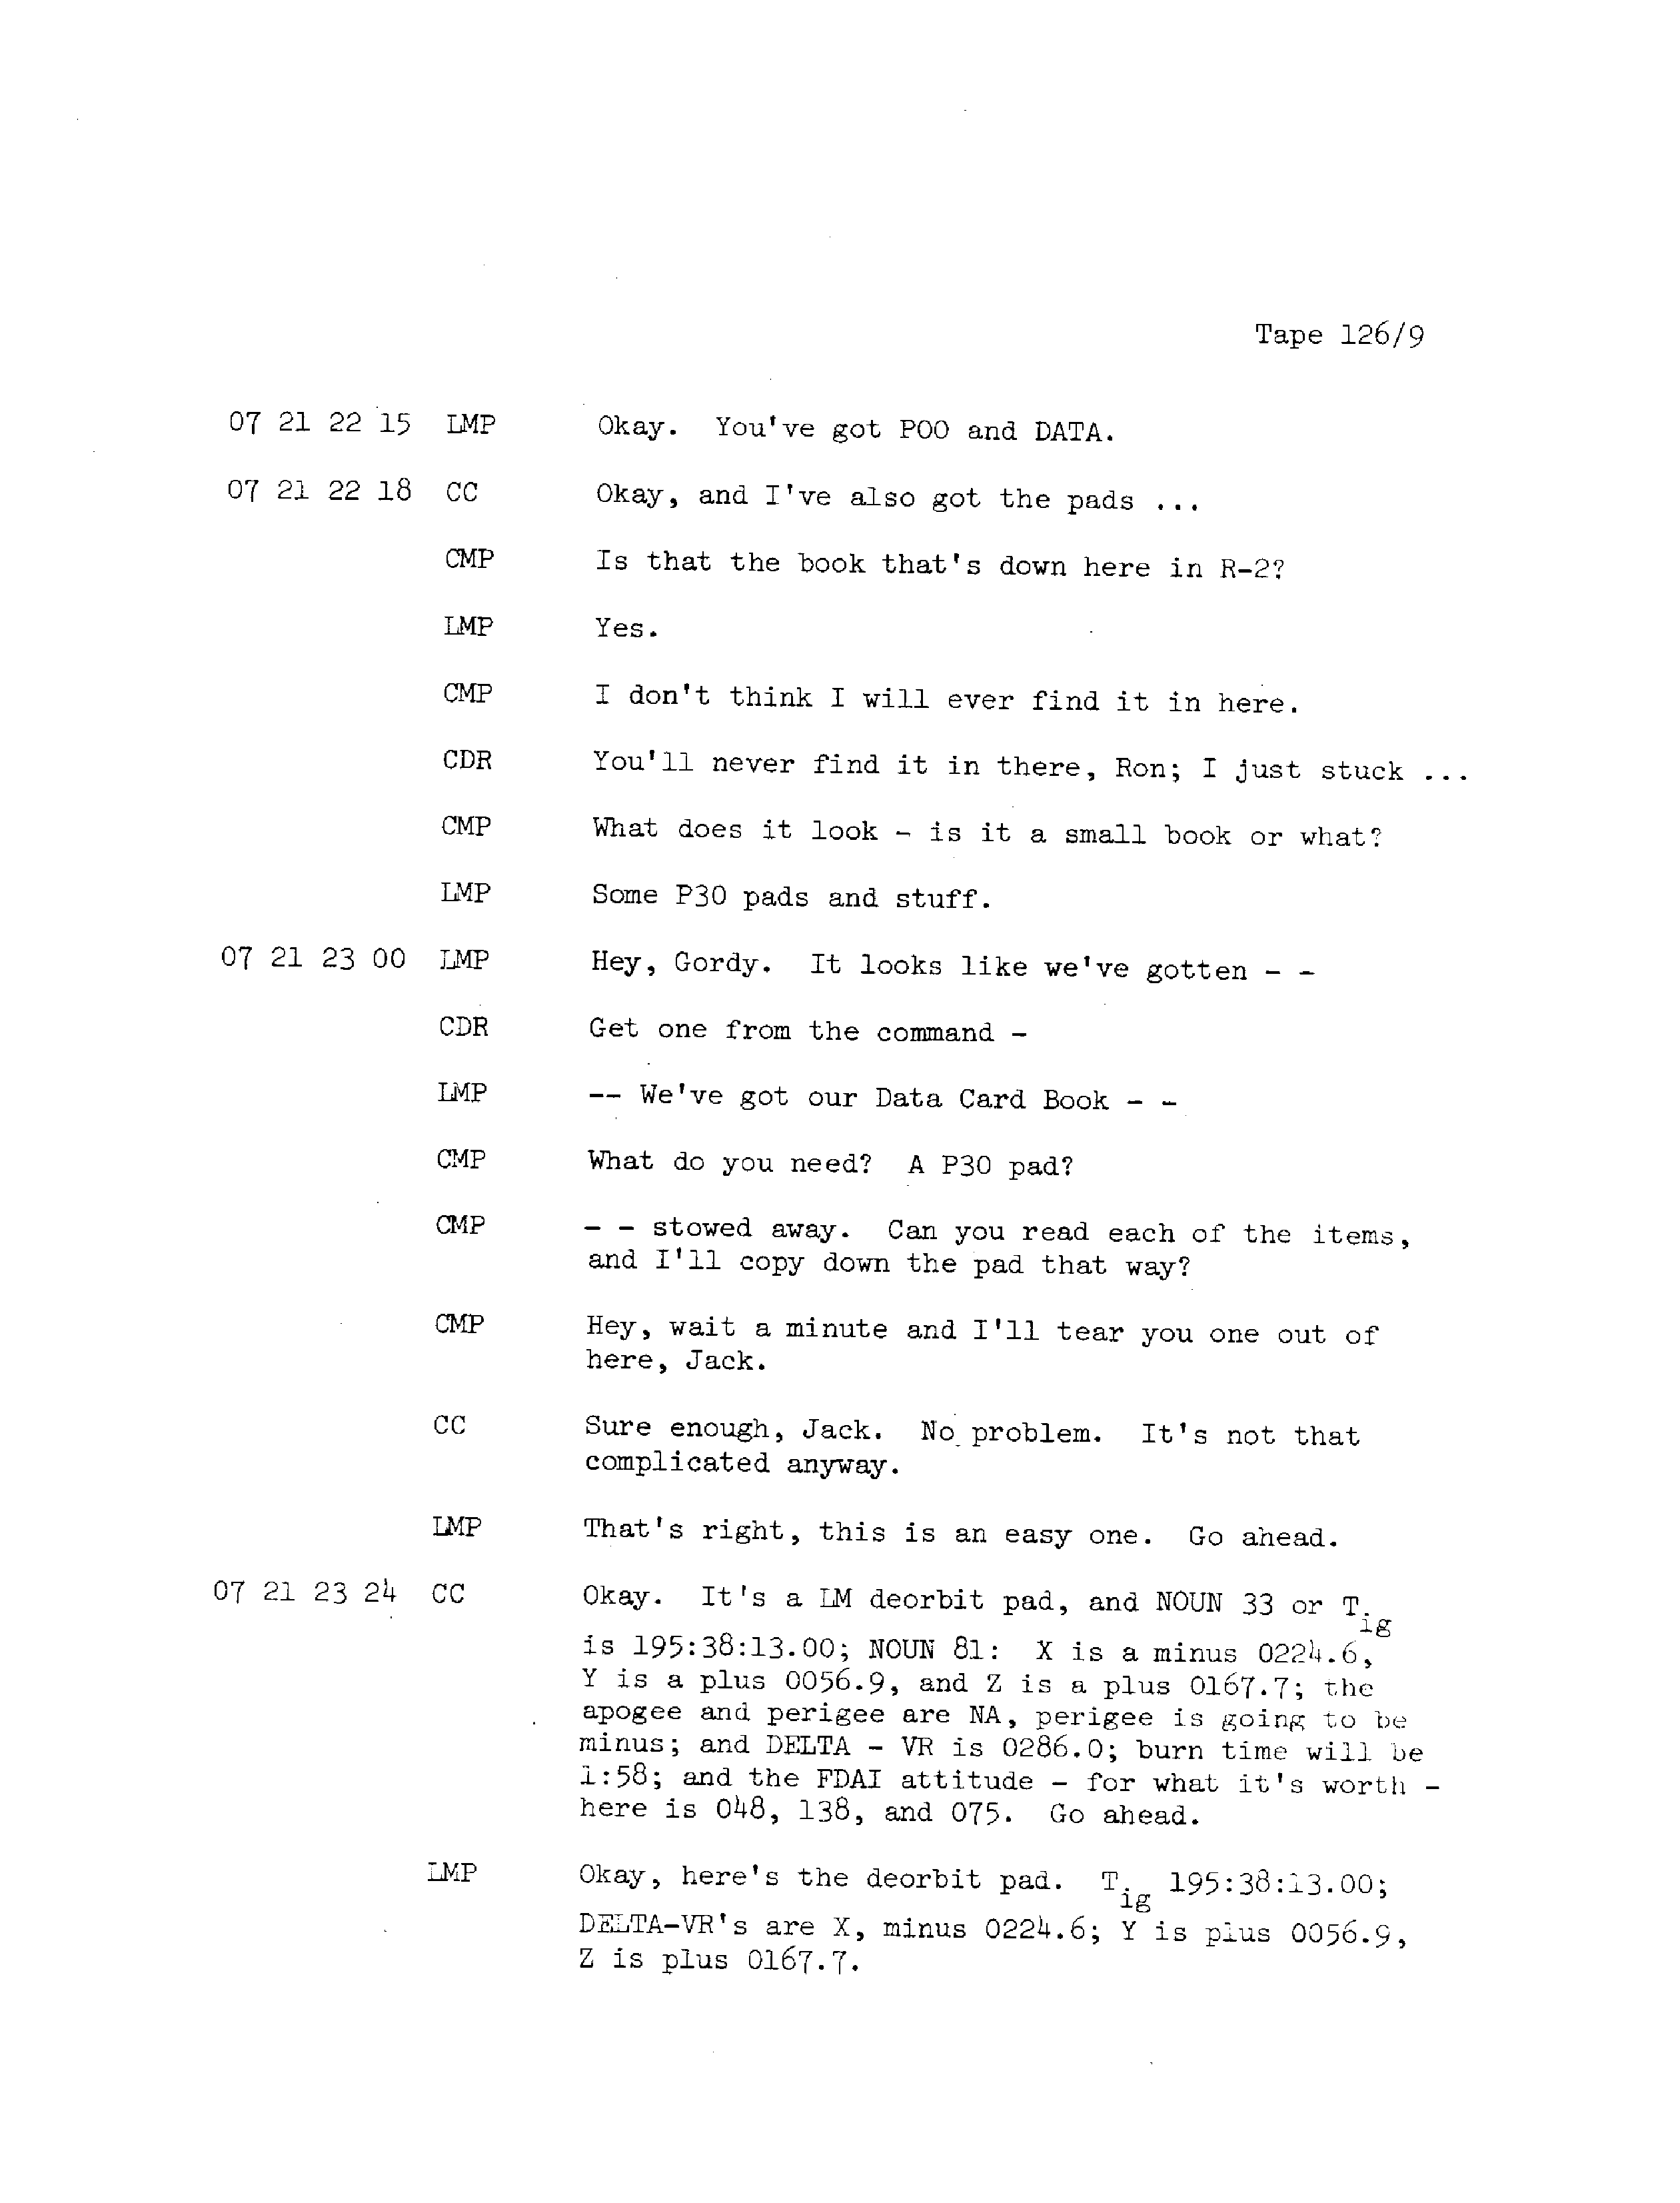 Tape 126/9
07 21 22 15 LMP Okay. You've got POO and DATA.
07 21 22 18 CC Okay, and I've also got the pads ...
CMP Is that the book that's down here in R-2?
LMP Yes.
CMP I don't think I will ever find it in here.
CDR You'll never find it in there, Ron; I just stuck ...
CMP What does it look - is it a small book or what?
LMP Some P30 pads and stuff.
07 21 23 00 LMP Hey, Gordy. It looks like we've gotten - -
CDR Get one from the command -
LMP -- We've got our Data Card Book - -
CMP What do you need? A P30 pad?
CMP - - stowed away. Can you read each of the items,
and I'll copy down the pad that way?
CMP Hey, wait a minute and I'll tear you one out of
here, Jack.
CC Sure enough, Jack. No problem. It's not that
complicated anyway.
LMP That's right, this is an easy one. Go ahead.
07 21 23 24 CC Okay. It's a LM deorbit pad, and NOUN 33 or Tig
is 195:38:13.00; NOUN 81: X is a minus 0224.6,
Y is a plus 0056.9, and Z is a plus 0167.7; the
apogee and perigee are NA, perigee is going to be
minus; and DELTA - VR is 0286.0; burn time will be
1:58; and the FDAI attitude - for what it's worth -
here is 048, 138, and 075. Go ahead.
LMP Okay, here's the deorbit pad. Tig 195:38:13.00;
DELTA-VR's are X, minus 0224.6; Y is plus 0056.9,
Z is plus 0167.7.